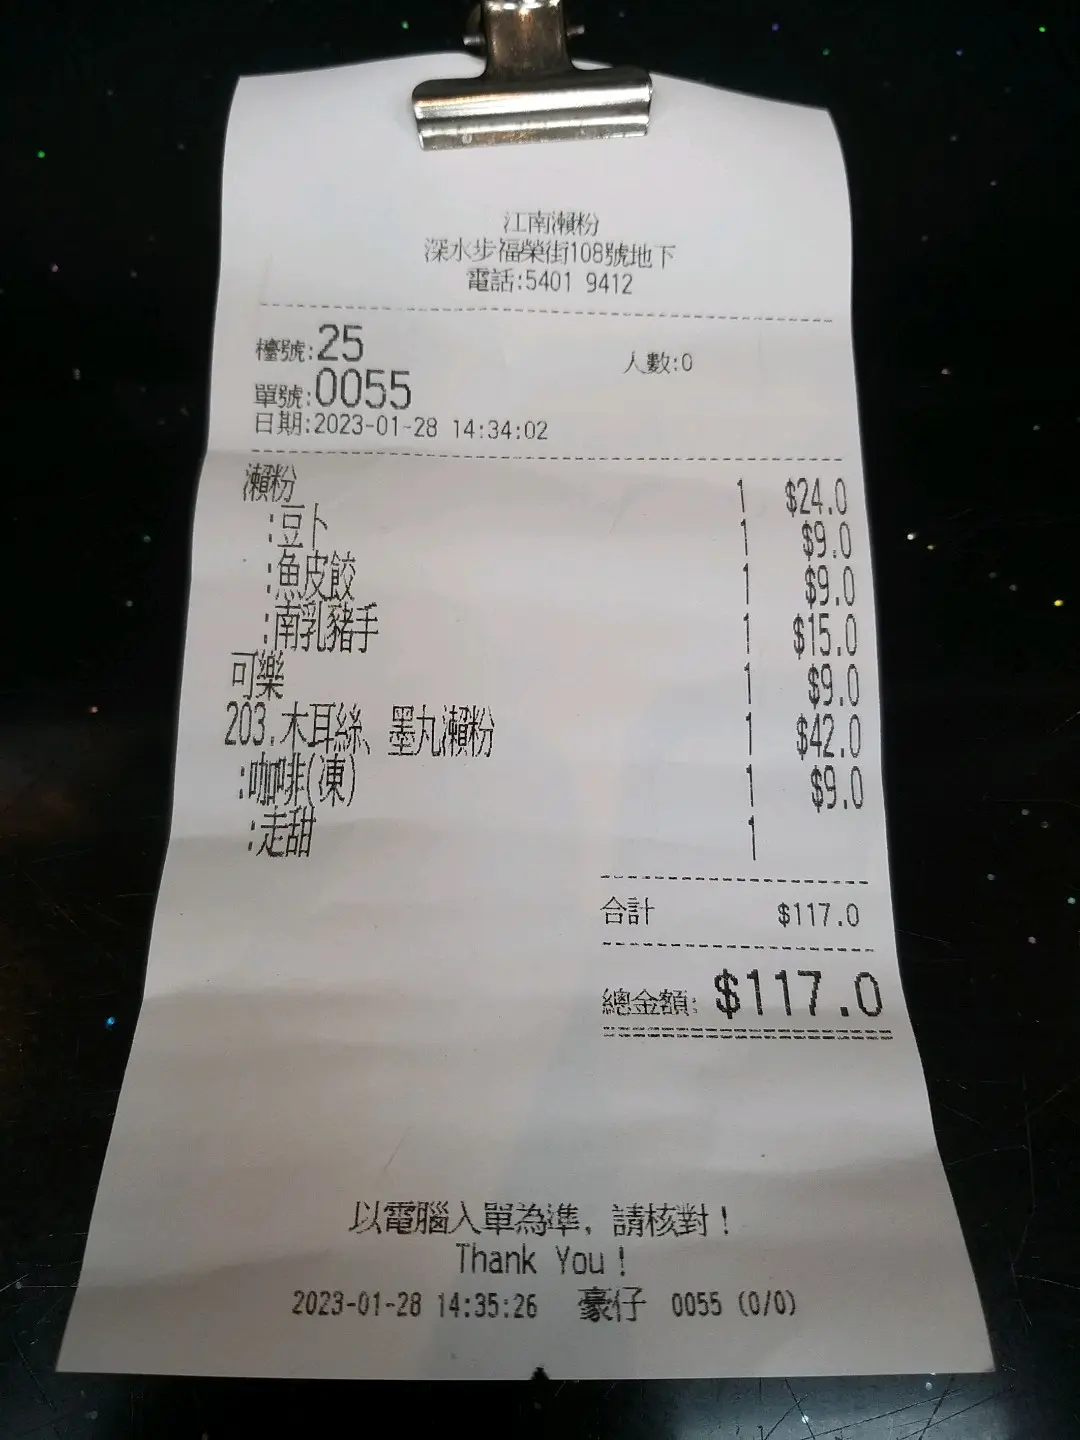 江南瀨粉
深水步福榮街108號地下
電話:5401 9412
檯號:25 人數:0
單號:0055
日期:2023-01-28 14:34:02
瀨粉 1 $24.0
:豆卜 1 $9.0
:魚皮餃 1 $9.0
:南乳豬手 1 $15.0
可樂 1 $9.0
203.木耳絲、墨丸瀨粉 1 $42.0
:咖啡(凍) 1 $9.0
:走甜 1
合計 $117.0
總金額: $117.0
以電腦入單為準, 請核對!
Thank You!
2023-01-28 14:35:26 豪仔 0055 (0/0)